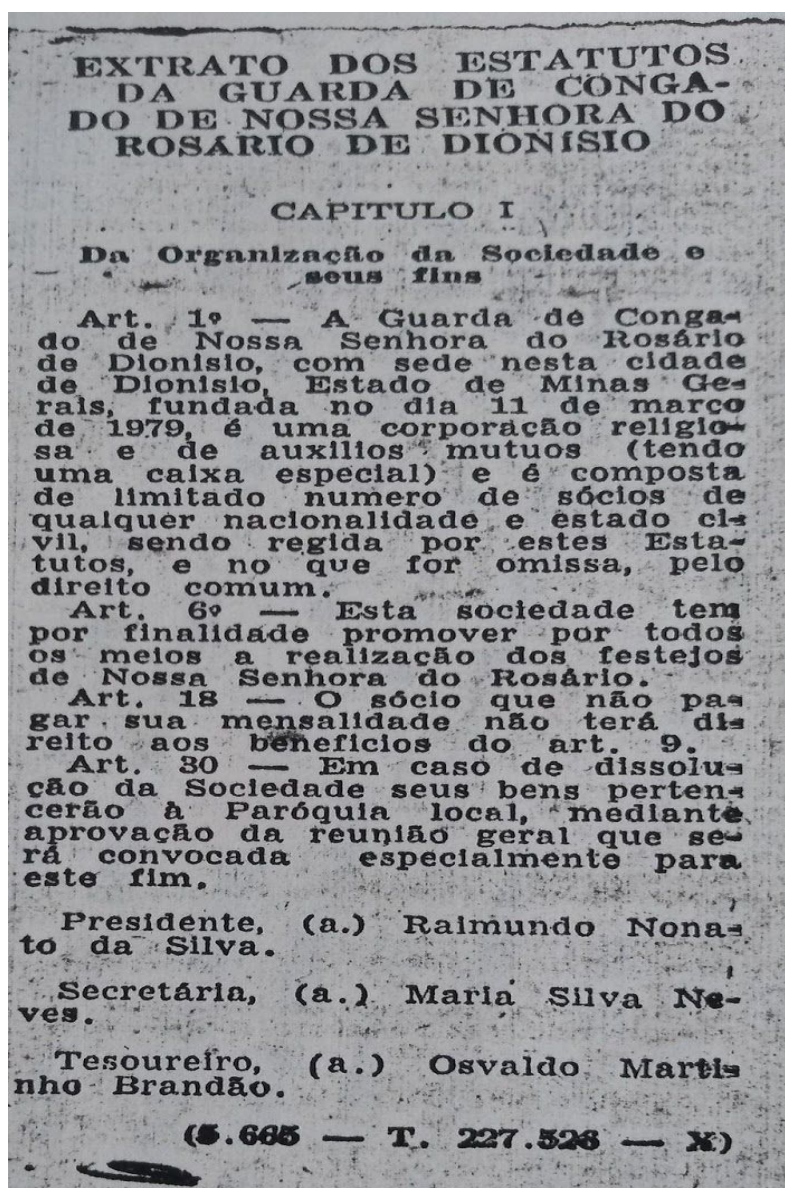 EXTRATO DOS ESTATUTOS
DA GUARDA DE CONGA-
DO DE NOSSA SENHORA DO
ROSÁRIO DE DIONÍSIO
CAPITULO I
Da Organização da Sociedade e
seus fins
Art. 1º — A Guarda de Conga-
do de Nossa Senhora do Rosário
de Dionisio, com sede nesta cidade
de Dionisio, Estado de Minas Ge-
rais, fundada no dia 11 de março
de 1979, é uma corporação religio-
sa e de auxilios mutuos (tendo
uma caixa especial) e é composta
de limitado numero de sócios de
qualquer nacionalidade e estado ci-
vil, sendo regida por estes Esta-
tutos, e no que for omissa, pelo
direito comum.
Art. 6º — Esta sociedade tem
por finalidade promover por todos
os meios a realização dos festejos
de Nossa Senhora do Rosário.
Art. 18 — O sócio que não pa-
gar sua mensalidade não terá di-
reito aos beneficios do art. 9.
Art. 30 — Em caso de dissolu-
ção da Sociedade seus bens perten-
cerão à Paróquia local, mediante
aprovação da reunião geral que se-
rá convocada especialmente para
este fim.
Presidente, (a.) Raimundo Nona-
to da Silva.
Secretária, (a.) Maria Silva Ne-
ves.
Tesoureiro, (a.) Osvaldo Marti-
nho Brandão.
(5.665 — T. 227.526 — X)